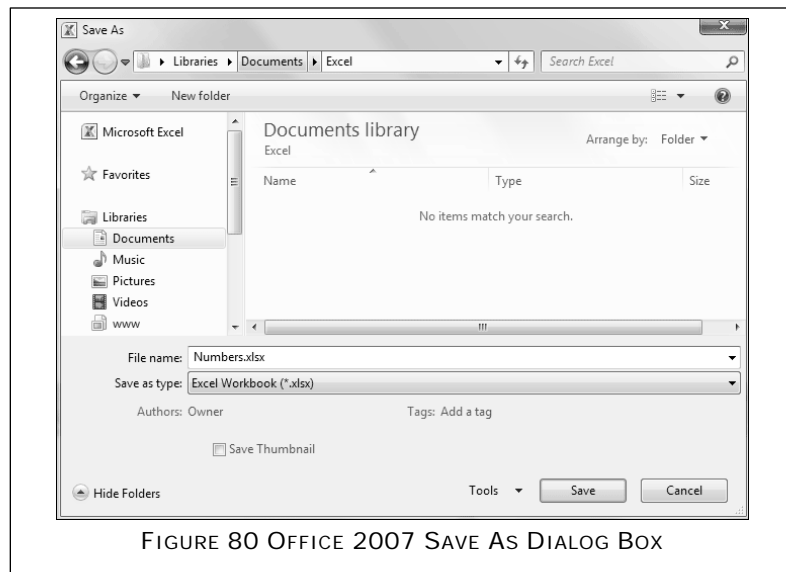 Save As
Libraries Documents Excel Search Excel
Organize New folder
Microsoft Excel
Favorites
Libraries
Documents
Music
Pictures
Videos
www
Documents library
Excel
Arrange by: Folder
Name Type Size
No items match your search.
File name: Numbers.xlsx
Save as type: Excel Workbook (*.xlsx)
Authors: Owner Tags: Add a tag
Save Thumbnail
Hide Folders Tools Save Cancel
FIGURE 80 OFFICE 2007 SAVE AS DIALOG BOX